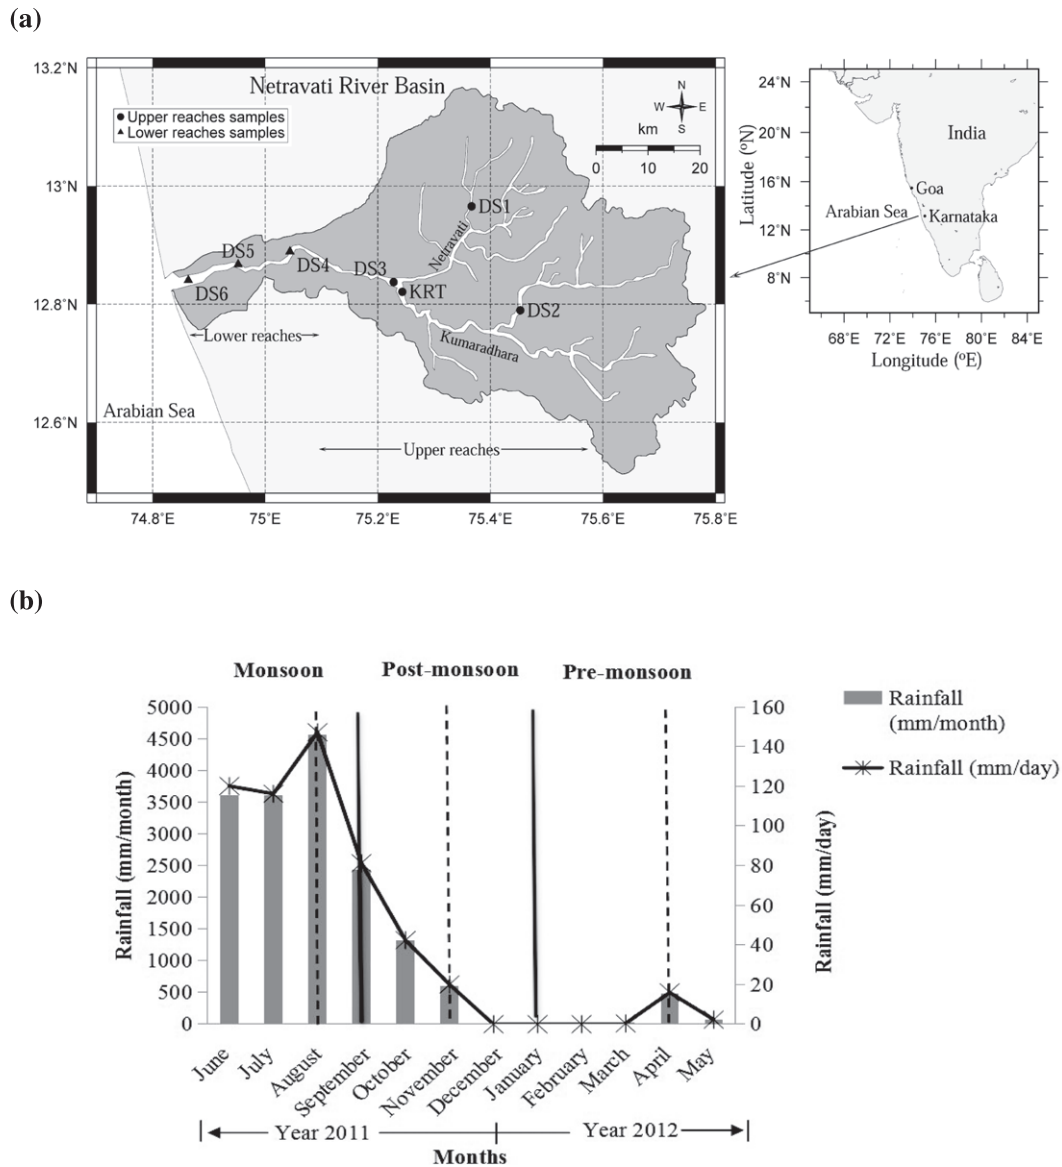 (a)
13.2°N
13°N
12.8°N
12.6°N
74.8°E
75°E
75.2°E
75.4°E
75.6°E
75.8°E
Netravati River Basin
Upper reaches samples
Lower reaches samples
N
W
E
S
km
0
10
20
DS1
Netravati
DS5
DS4
DS3
DS6
KRT
DS2
Lower reaches
Kumaradhara
Arabian Sea
Upper reaches
24°N
20°N
16°N
12°N
8°N
Latitude (°N)
India
Goa
Arabian Sea
Karnataka
68°E
72°E
76°E
80°E
84°E
Longitude (°E)
(b)
Monsoon
Post-monsoon
Pre-monsoon
5000
4500
4000
3500
3000
2500
2000
1500
1000
500
0
Rainfall (mm/month)
160
140
120
100
80
60
40
20
0
Rainfall (mm/day)
Rainfall
(mm/month)
Rainfall (mm/day)
June
July
August
September
October
November
December
January
February
March
April
May
Year 2011
Year 2012
Months